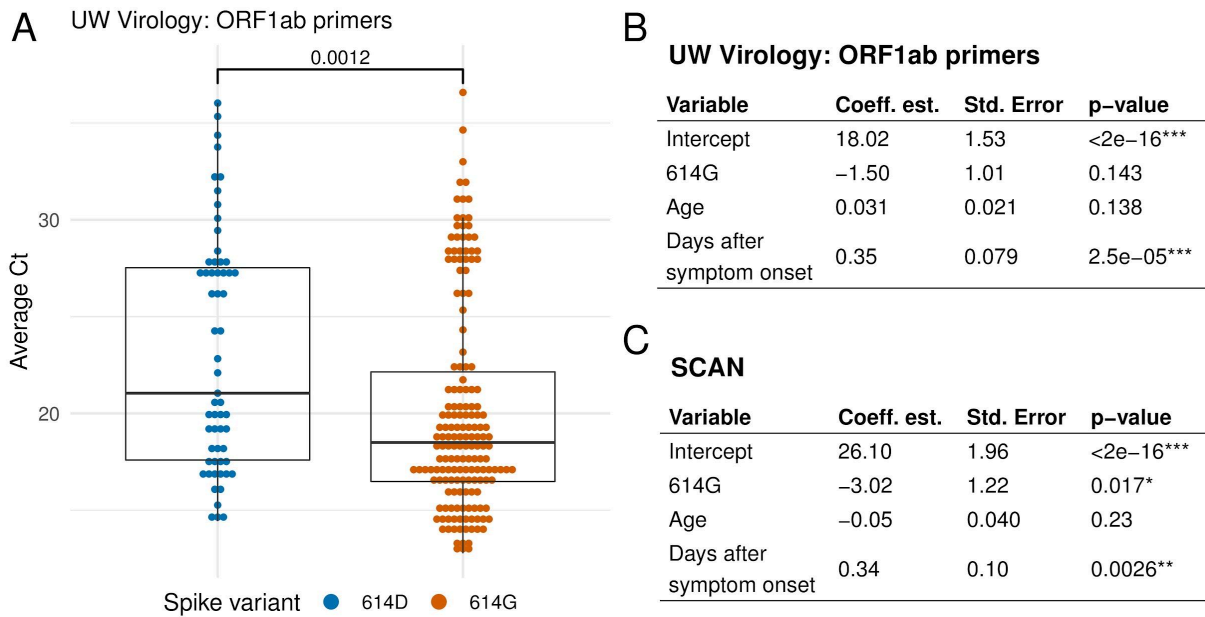 A
UW Virology: ORF1ab primers
0.0012
30
20
Average Ct
Spike variant 614D 614G
B
UW Virology: ORF1ab primers
Variable Coeff. est. Std. Error p−value
Intercept 18.02 1.53 <2e−16***
614G −1.50 1.01 0.143
Age 0.031 0.021 0.138
Days after
symptom onset 0.35 0.079 2.5e−05***
C
SCAN
Variable Coeff. est. Std. Error p−value
Intercept 26.10 1.96 <2e−16***
614G −3.02 1.22 0.017*
Age −0.05 0.040 0.23
Days after
symptom onset 0.34 0.10 0.0026**